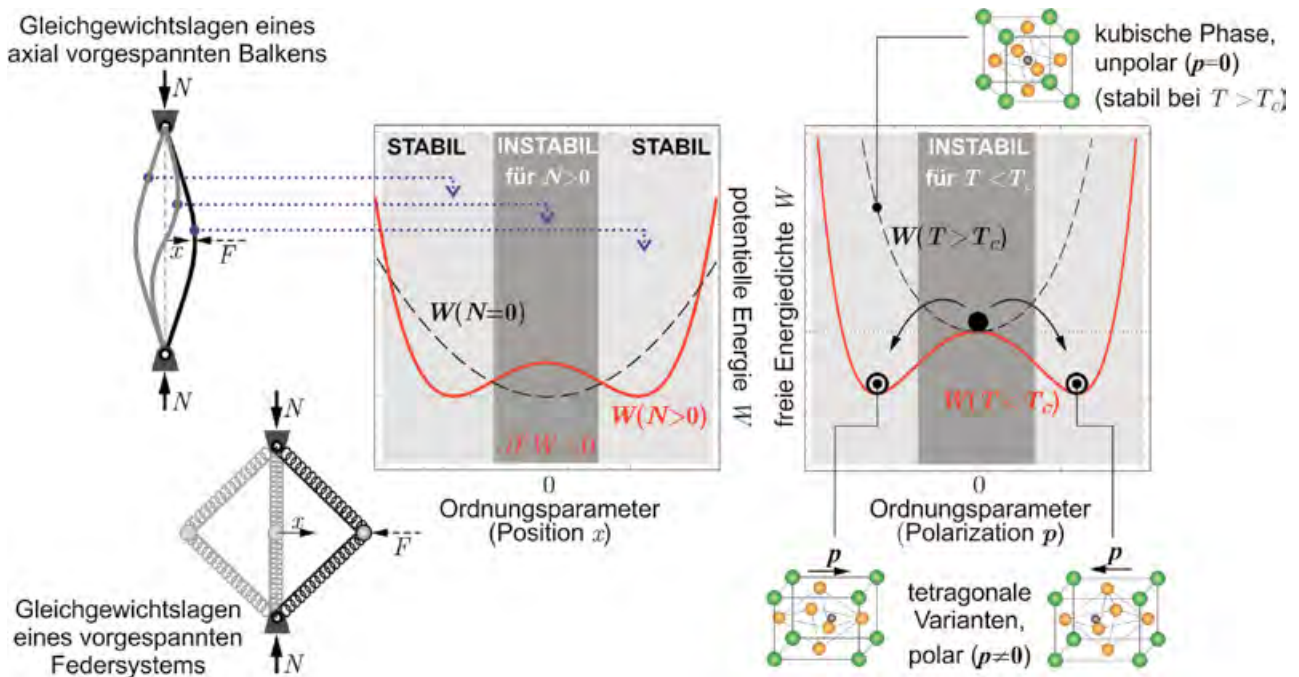 Gleichgewichtslagen eines
axial vorgespannten Balkens
N
x
F
N
N
x
F
N
Gleichgewichtslagen
eines vorgespannten
Federsystems
STABIL
INSTABIL
STABIL
für N>0
W(N=0)
W(N>0)
potentielle Energie W
0
Ordnungsparameter
(Position x)
kubische Phase,
unpolar (p=0)
(stabil bei T > Tc)
INSTABIL
für T < Tc
W(T>Tc)
W(T< Tc)
freie Energiedichte W
0
Ordnungsparameter
(Polarization p)
p
tetragonale
Varianten,
polar (p≠0)
p